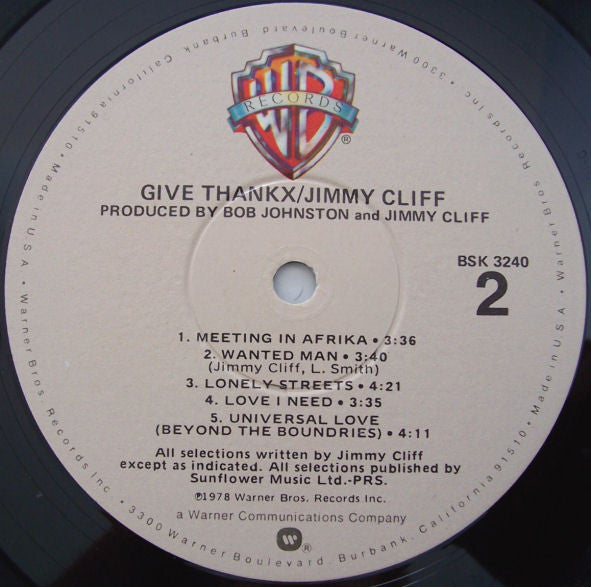 WB
RECORDS
®
GIVE THANKX/JIMMY CLIFF
PRODUCED BY BOB JOHNSTON and JIMMY CLIFF
BSK 3240
2
1. MEETING IN AFRIKA • 3:36
2. WANTED MAN • 3:40
(Jimmy Cliff, L. Smith)
3. LONELY STREETS • 4:21
4. LOVE I NEED • 3:35
5. UNIVERSAL LOVE
(BEYOND THE BOUNDRIES) • 4:11
All selections written by Jimmy Cliff
except as indicated. All selections published by
Sunflower Music Ltd.-PRS.
℗1978 Warner Bros. Records Inc.
a Warner Communications Company
®
Warner Bros. Records Inc. • 3300 Warner Boulevard, Burbank, California 91510 • Made in U.S.A. • Warner Bros. Records Inc. • 3300 Warner Boulevard, Burbank, California 91510 • Made in U.S.A. •